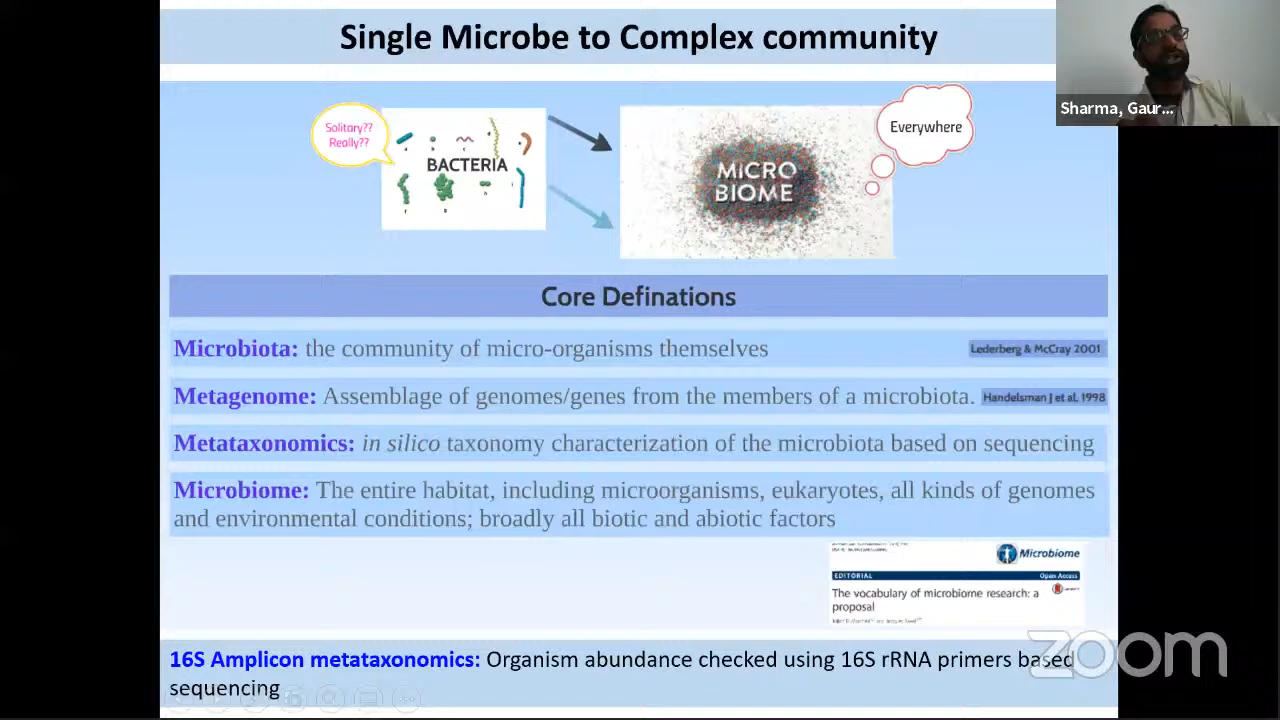 Single Microbe to Complex community
Sharma, Gaur...
Solitary??
Really??
BACTERIA
MICRO
BIOME
Everywhere
Core Definations
Microbiota: the community of micro-organisms themselves
Lederberg & McCray 2001
Metagenome: Assemblage of genomes/genes from the members of a microbiota.
Handelsman J et al. 1998
Metataxonomics: in silico taxonomy characterization of the microbiota based on sequencing
Microbiome: The entire habitat, including microorganisms, eukaryotes, all kinds of genomes
and environmental conditions; broadly all biotic and abiotic factors
Microbiome
EDITORIAL
Open Access
The vocabulary of microbiome research: a
proposal
16S Amplicon metataxonomics: Organism abundance checked using 16S rRNA primers based
sequencing
zoom